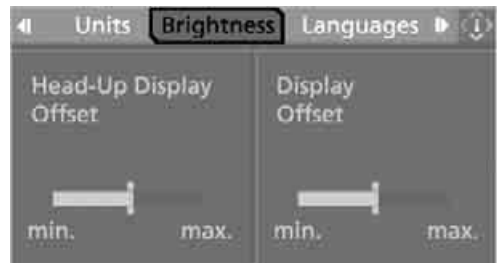 Units Brightness Languages
Head-Up Display
Offset
min. max.
Display
Offset
min. max.